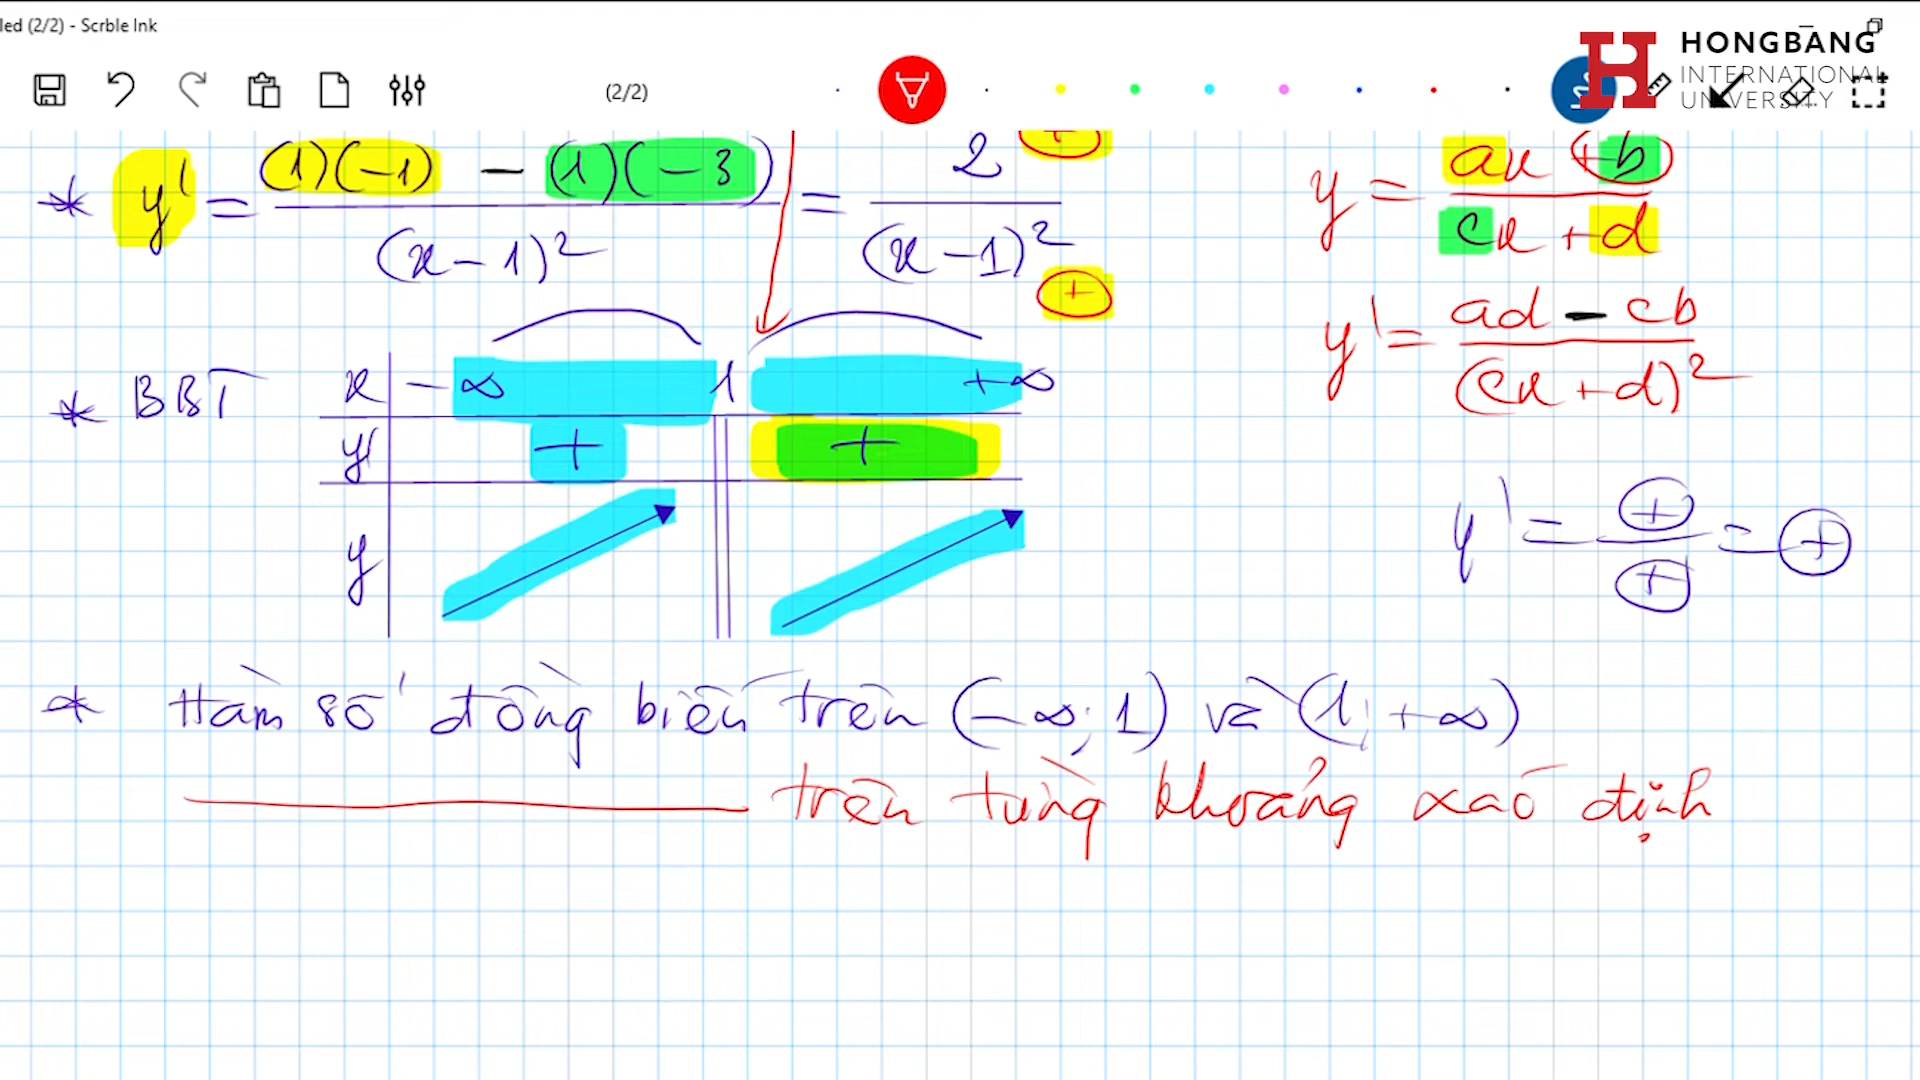 led (2/2) - Scrble Ink
(2/2)
HONGBANG
INTERNATIONAL
UNIVERSITY
* y' = (1)(-1) - (1)(-3) / (x-1)² = 2 / (x-1)²
+
+
y = ax + b / cx + d
y' = ad - cb / (cx + d)²
* BBT
x -∞ 1 +∞
y' + +
y
y' = + / + = +
* Hàm số đồng biến trên (-∞; 1) và (1; +∞)
trên từng khoảng xác định